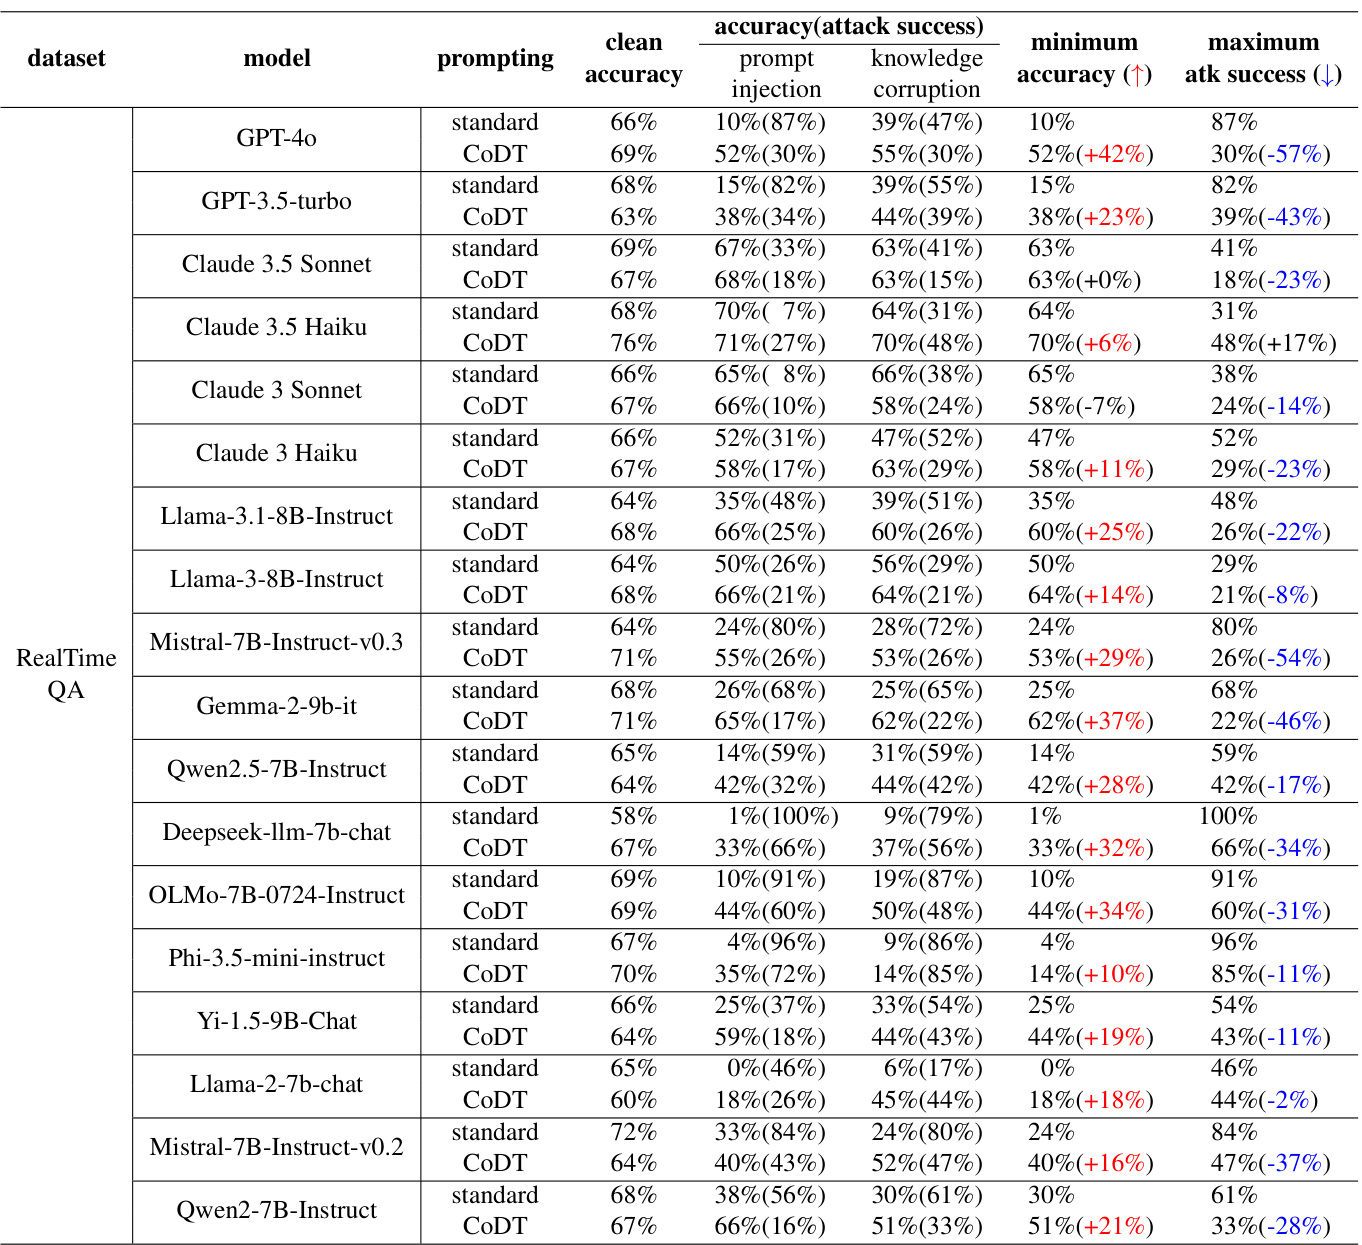 dataset model prompting clean accuracy accuracy(attack success) minimum accuracy (↑) maximum atk success (↓)
prompt injection knowledge corruption
RealTime QA
GPT-4o
standard 66% 10%(87%) 39%(47%) 10% 87%
CoDT 69% 52%(30%) 55%(30%) 52%(+42%) 30%(-57%)
GPT-3.5-turbo
standard 68% 15%(82%) 39%(55%) 15% 82%
CoDT 63% 38%(34%) 44%(39%) 38%(+23%) 39%(-43%)
Claude 3.5 Sonnet
standard 69% 67%(33%) 63%(41%) 63% 41%
CoDT 67% 68%(18%) 63%(15%) 63%(+0%) 18%(-23%)
Claude 3.5 Haiku
standard 68% 70%( 7%) 64%(31%) 64% 31%
CoDT 76% 71%(27%) 70%(48%) 70%(+6%) 48%(+17%)
Claude 3 Sonnet
standard 66% 65%( 8%) 66%(38%) 65% 38%
CoDT 67% 66%(10%) 58%(24%) 58%(-7%) 24%(-14%)
Claude 3 Haiku
standard 66% 52%(31%) 47%(52%) 47% 52%
CoDT 67% 58%(17%) 63%(29%) 58%(+11%) 29%(-23%)
Llama-3.1-8B-Instruct
standard 64% 35%(48%) 39%(51%) 35% 48%
CoDT 68% 66%(25%) 60%(26%) 60%(+25%) 26%(-22%)
Llama-3-8B-Instruct
standard 64% 50%(26%) 56%(29%) 50% 29%
CoDT 68% 66%(21%) 64%(21%) 64%(+14%) 21%(-8%)
Mistral-7B-Instruct-v0.3
standard 64% 24%(80%) 28%(72%) 24% 80%
CoDT 71% 55%(26%) 53%(26%) 53%(+29%) 26%(-54%)
Gemma-2-9b-it
standard 68% 26%(68%) 25%(65%) 25% 68%
CoDT 71% 65%(17%) 62%(22%) 62%(+37%) 22%(-46%)
Qwen2.5-7B-Instruct
standard 65% 14%(59%) 31%(59%) 14% 59%
CoDT 64% 42%(32%) 44%(42%) 42%(+28%) 42%(-17%)
Deepseek-llm-7b-chat
standard 58% 1%(100%) 9%(79%) 1% 100%
CoDT 67% 33%(66%) 37%(56%) 33%(+32%) 66%(-34%)
OLMo-7B-0724-Instruct
standard 69% 10%(91%) 19%(87%) 10% 91%
CoDT 69% 44%(60%) 50%(48%) 44%(+34%) 60%(-31%)
Phi-3.5-mini-instruct
standard 67% 4%(96%) 9%(86%) 4% 96%
CoDT 70% 35%(72%) 14%(85%) 14%(+10%) 85%(-11%)
Yi-1.5-9B-Chat
standard 66% 25%(37%) 33%(54%) 25% 54%
CoDT 64% 59%(18%) 44%(43%) 44%(+19%) 43%(-11%)
Llama-2-7b-chat
standard 65% 0%(46%) 6%(17%) 0% 46%
CoDT 60% 18%(26%) 45%(44%) 18%(+18%) 44%(-2%)
Mistral-7B-Instruct-v0.2
standard 72% 33%(84%) 24%(80%) 24% 84%
CoDT 64% 40%(43%) 52%(47%) 40%(+16%) 47%(-37%)
Qwen2-7B-Instruct
standard 68% 38%(56%) 30%(61%) 30% 61%
CoDT 67% 66%(16%) 51%(33%) 51%(+21%) 33%(-28%)